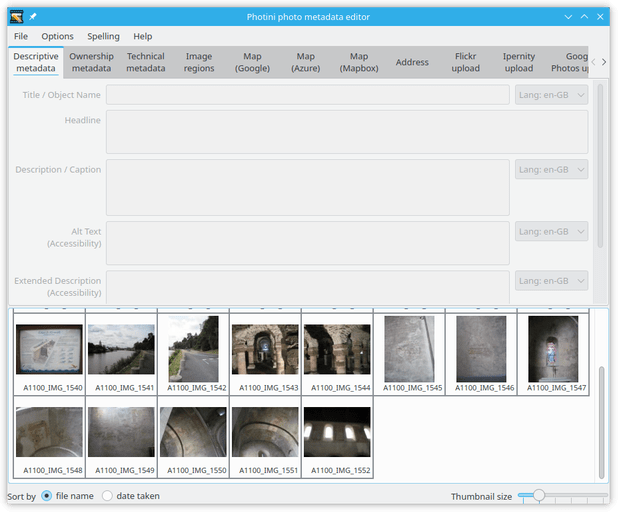 Photini photo metadata editor
File Options Spelling Help
Descriptive metadata
Ownership metadata
Technical metadata
Image regions
Map (Google)
Map (Azure)
Map (Mapbox)
Address
Flickr upload
Ipernity upload
Goog
Photos u
Title / Object Name
Lang: en-GB
Headline
Description / Caption
Lang: en-GB
Alt Text
(Accessibility)
Lang: en-GB
Extended Description
(Accessibility)
Lang: en-GB
A1100_IMG_1540 A1100_IMG_1541 A1100_IMG_1542 A1100_IMG_1543 A1100_IMG_1544 A1100_IMG_1545 A1100_IMG_1546 A1100_IMG_1547
A1100_IMG_1548 A1100_IMG_1549 A1100_IMG_1550 A1100_IMG_1551 A1100_IMG_1552
Sort by file name date taken Thumbnail size